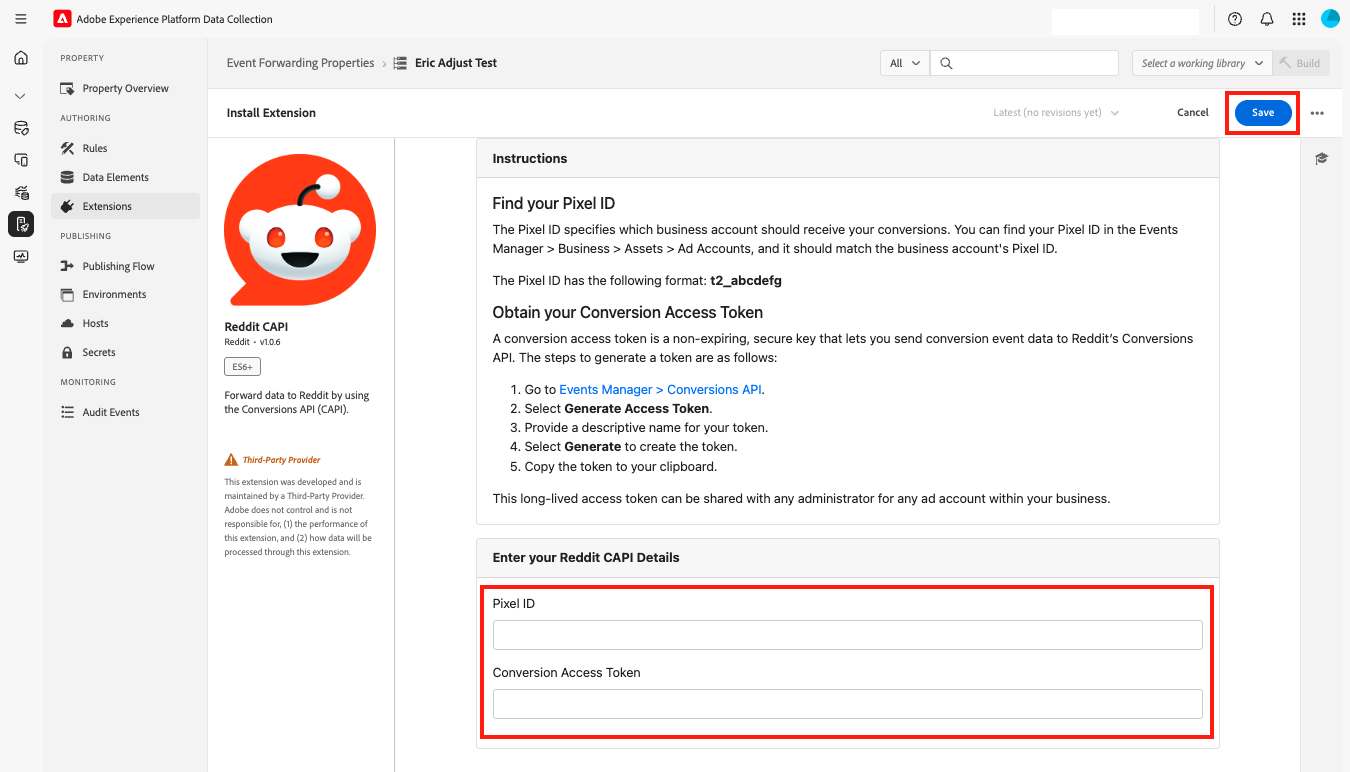 Adobe Experience Platform Data Collection
PROPERTY
Property Overview
AUTHORING
Rules
Data Elements
Extensions
PUBLISHING
Publishing Flow
Environments
Hosts
Secrets
MONITORING
Audit Events
Event Forwarding Properties › Eric Adjust Test
All
Select a working library
Build
Install Extension
Latest (no revisions yet)
Cancel
Save
Reddit CAPI
Reddit • v1.0.6
ES6+
Forward data to Reddit by using
the Conversions API (CAPI).
Third-Party Provider
This extension was developed and is
maintained by a Third-Party Provider.
Adobe does not control and is not
responsible for, (1) the performance of
this extension, and (2) how data will be
processed through this extension.
Instructions
Find your Pixel ID
The Pixel ID specifies which business account should receive your conversions. You can find your Pixel ID in the Events
Manager > Business > Assets > Ad Accounts, and it should match the business account's Pixel ID.
The Pixel ID has the following format: t2_abcdefg
Obtain your Conversion Access Token
A conversion access token is a non-expiring, secure key that lets you send conversion event data to Reddit’s Conversions
API. The steps to generate a token are as follows:
1. Go to Events Manager > Conversions API.
2. Select Generate Access Token.
3. Provide a descriptive name for your token.
4. Select Generate to create the token.
5. Copy the token to your clipboard.
This long-lived access token can be shared with any administrator for any ad account within your business.
Enter your Reddit CAPI Details
Pixel ID
Conversion Access Token